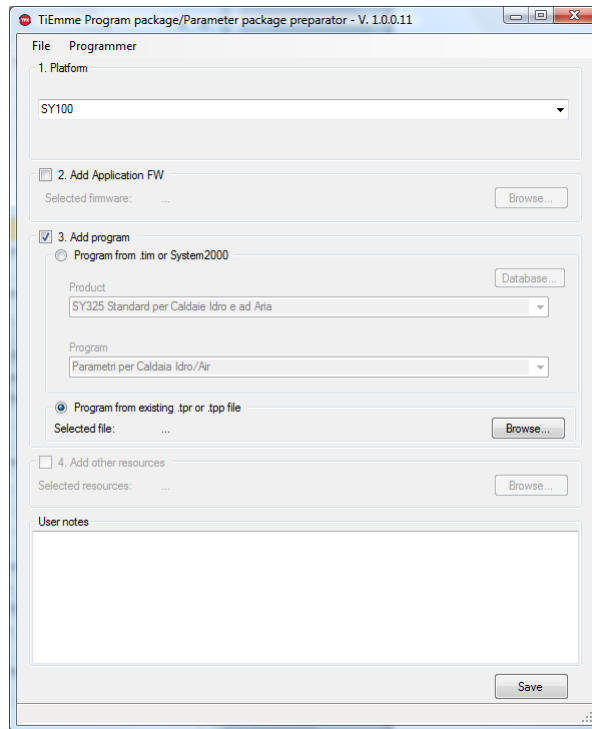 TiEmme Program package/Parameter package preparator - V. 1.0.0.11
File Programmer
1. Platform
SY100
2. Add Application FW
Selected firmware: ... Browse...
3. Add program
Program from .tim or System2000
Database...
Product
SY325 Standard per Caldaie Idro e ad Aria
Program
Parametri per Caldaia Idro/Air
Program from existing .tpr or .tpp file
Selected file: ... Browse...
4. Add other resources
Selected resources: ... Browse...
User notes
Save